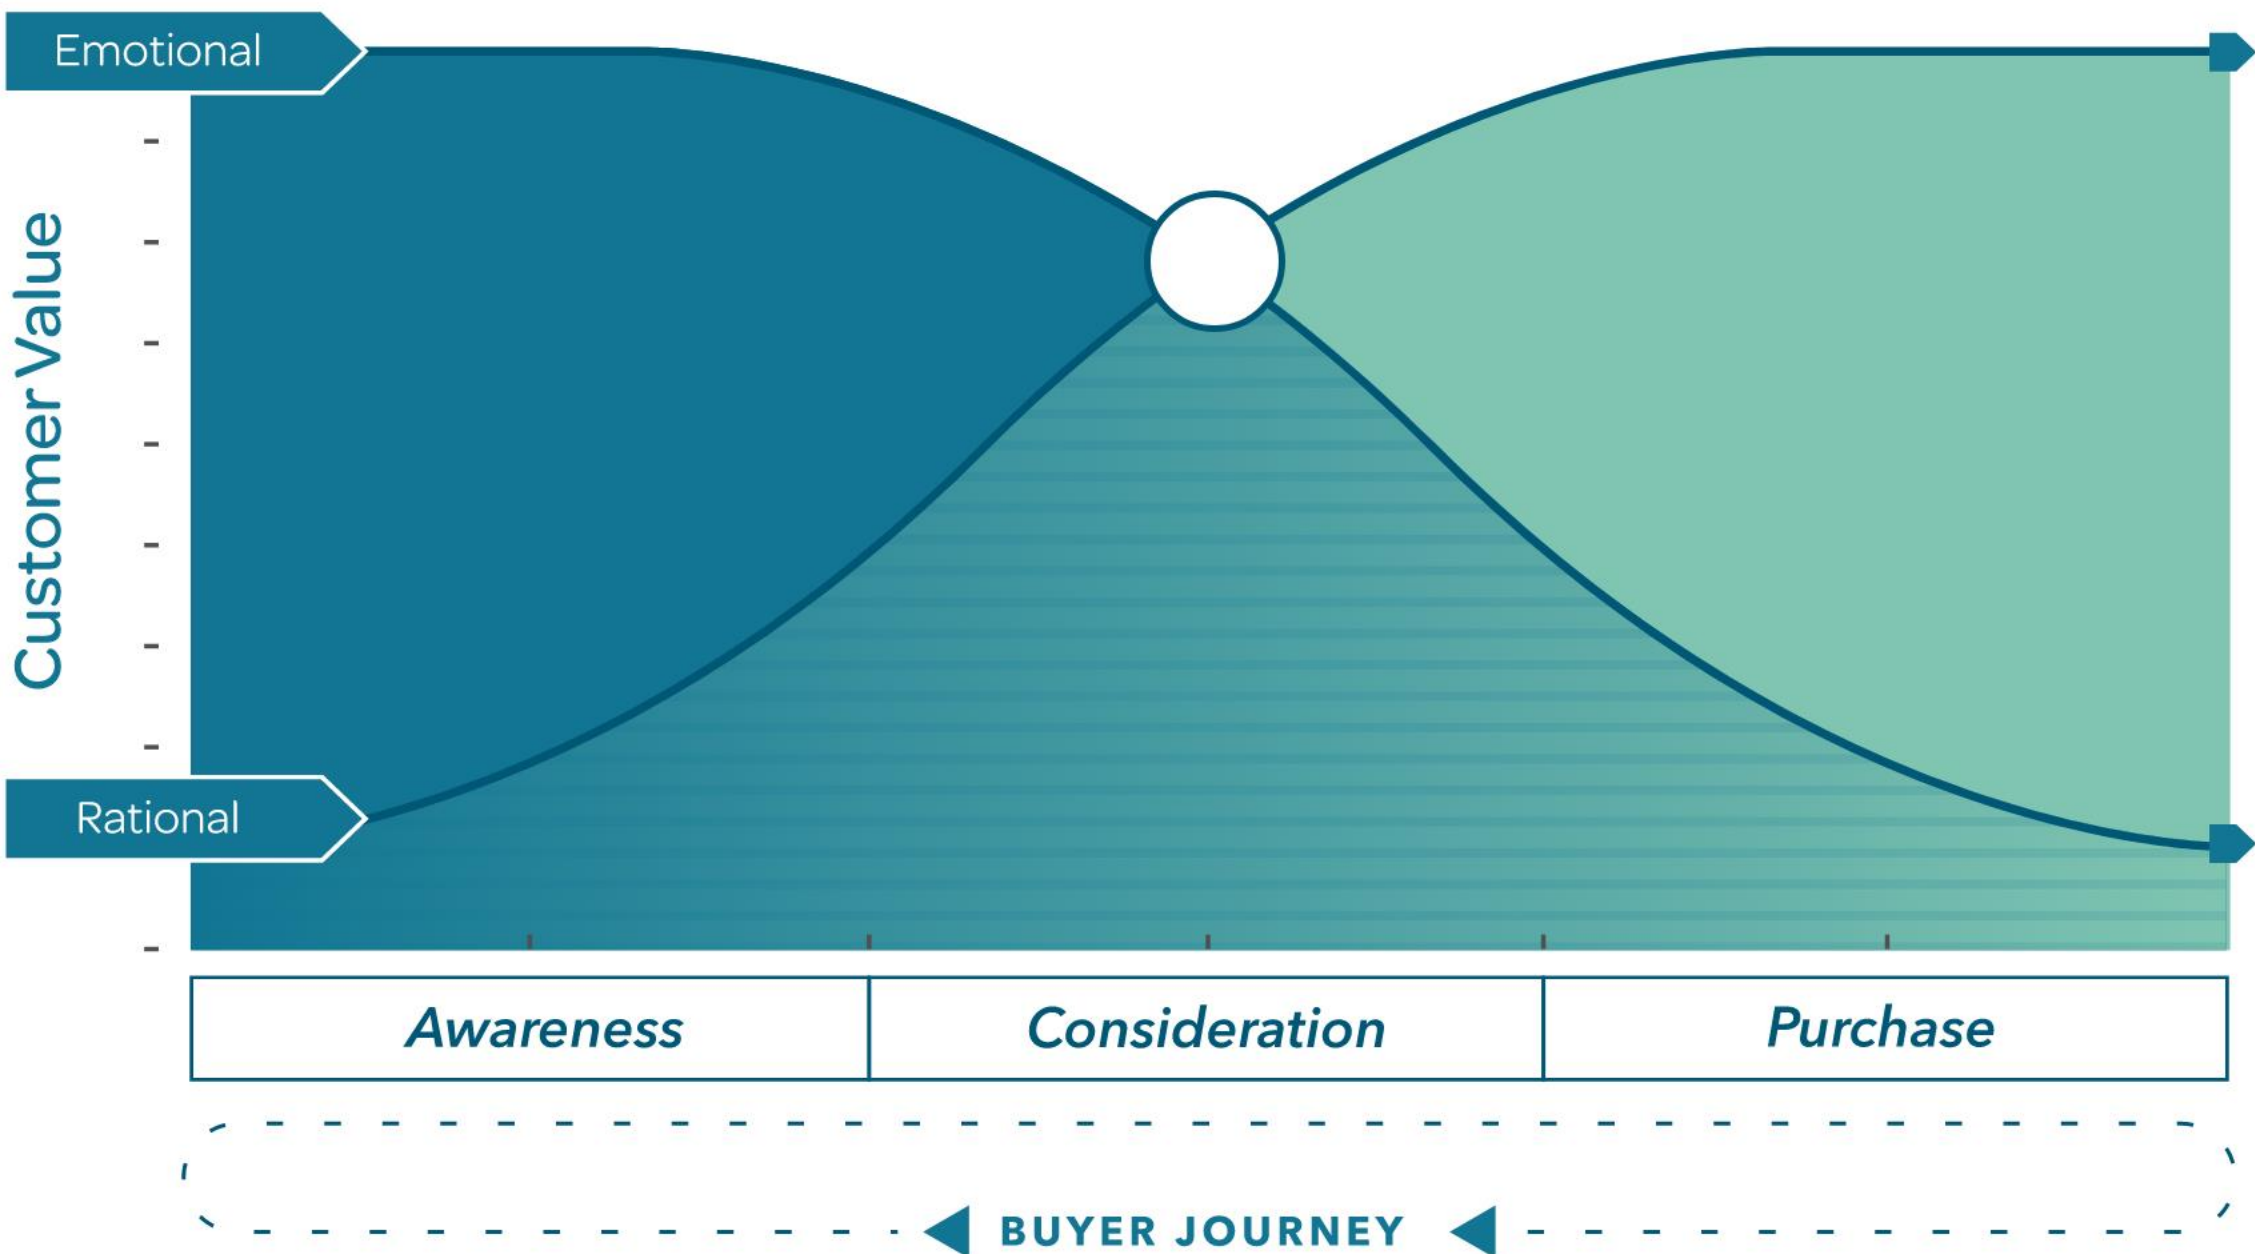 Emotional
Customer Value
Rational
Awareness
Consideration
Purchase
BUYER JOURNEY